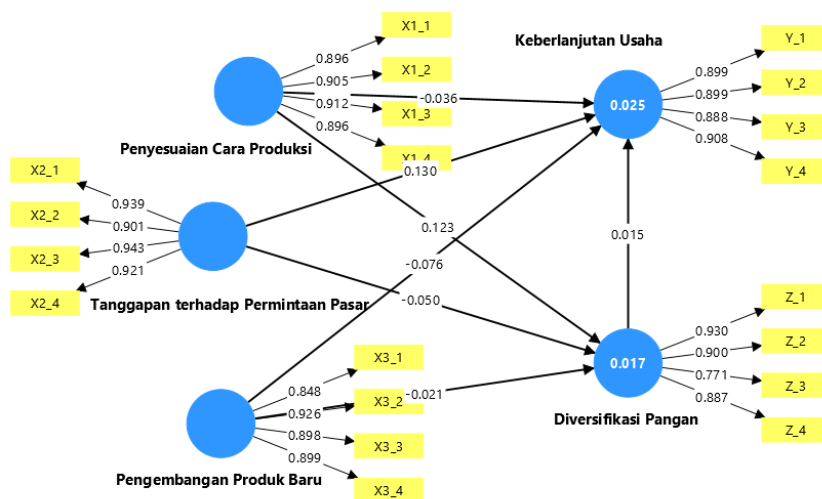 X1_1
Keberlanjutan Usaha
Y_1
0.896
X1_2
0.899
Y_2
0.905
-0.036
0.025
0.899
0.912
X1_3
0.888
Y_3
0.896
0.908
Penyesuaian Cara Produksi
X1_4
Y_4
0.130
X2_1
0.939
X2_2
0.901
0.123
0.015
X2_3
0.943
-0.076
0.921
X2_4
Tanggapan terhadap Permintaan Pasar
-0.050
Z_1
0.930
Z_2
0.900
X3_1
0.017
0.771
Z_3
0.848
-0.021
0.887
0.926
X3_2
Diversifikasi Pangan
Z_4
0.898
X3_3
0.899
Pengembangan Produk Baru
X3_4